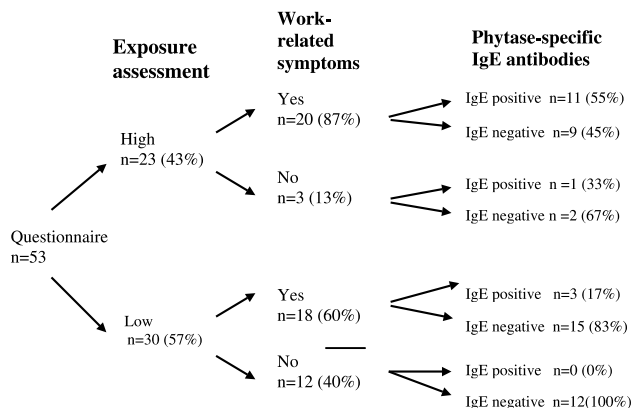 Exposure
assessment
Work-
related
symptoms
Phytase-specific
IgE antibodies
Questionnaire
n=53
High
n=23 (43%)
Yes
n=20 (87%)
IgE positive n=11 (55%)
IgE negative n=9 (45%)
No
n=3 (13%)
IgE positive n =1 (33%)
IgE negative n =2 (67%)
Low
n=30 (57%)
Yes
n=18 (60%)
IgE positive n=3 (17%)
IgE negative n=15 (83%)
No
n=12 (40%)
IgE positive n=0 (0%)
IgE negative n=12(100%)